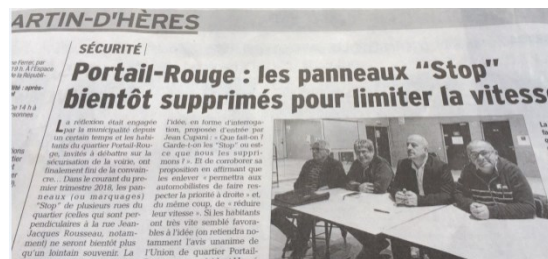 ARTIN-D'HÈRES
SÉCURITÉ |
Portail-Rouge : les panneaux “Stop”
bientôt supprimés pour limiter la vitess
La réflexion était engagée
par la municipalité depuis
un certain temps et les habi-
tants du quartier Portail-Rou-
ge, invités à débattre sur la
sécurisation de la voirie, ont
finalement fini de la convain-
cre... Dans le courant du pre-
mier trimestre 2018, les pan-
neaux (ou marquages)
"Stop" de plusieurs rues du
quartier (celles qui sont per-
pendiculaires à la rue Jean-
Jacques Rousseau, notam-
ment) ne seront bientôt plus
qu'un lointain souvenir. La
l'idée, en forme d'interroga-
tion, proposée d'entrée par
Jean Cupani : « Que fait-on ?
Garde-t-on les "Stop" ou est-
ce que nous les suppri-
mons ? ». Et de corroborer sa
proposition en affirmant que
les enlever « permettra aux
automobilistes de faire res-
pecter la priorité à droite » et,
du même coup, de « réduire
leur vitesse ». Si les habitants
ont très vite semblé favora-
bles à l'idée (on retiendra no-
tamment l'avis unanime de
l'Union de quartier Portail-